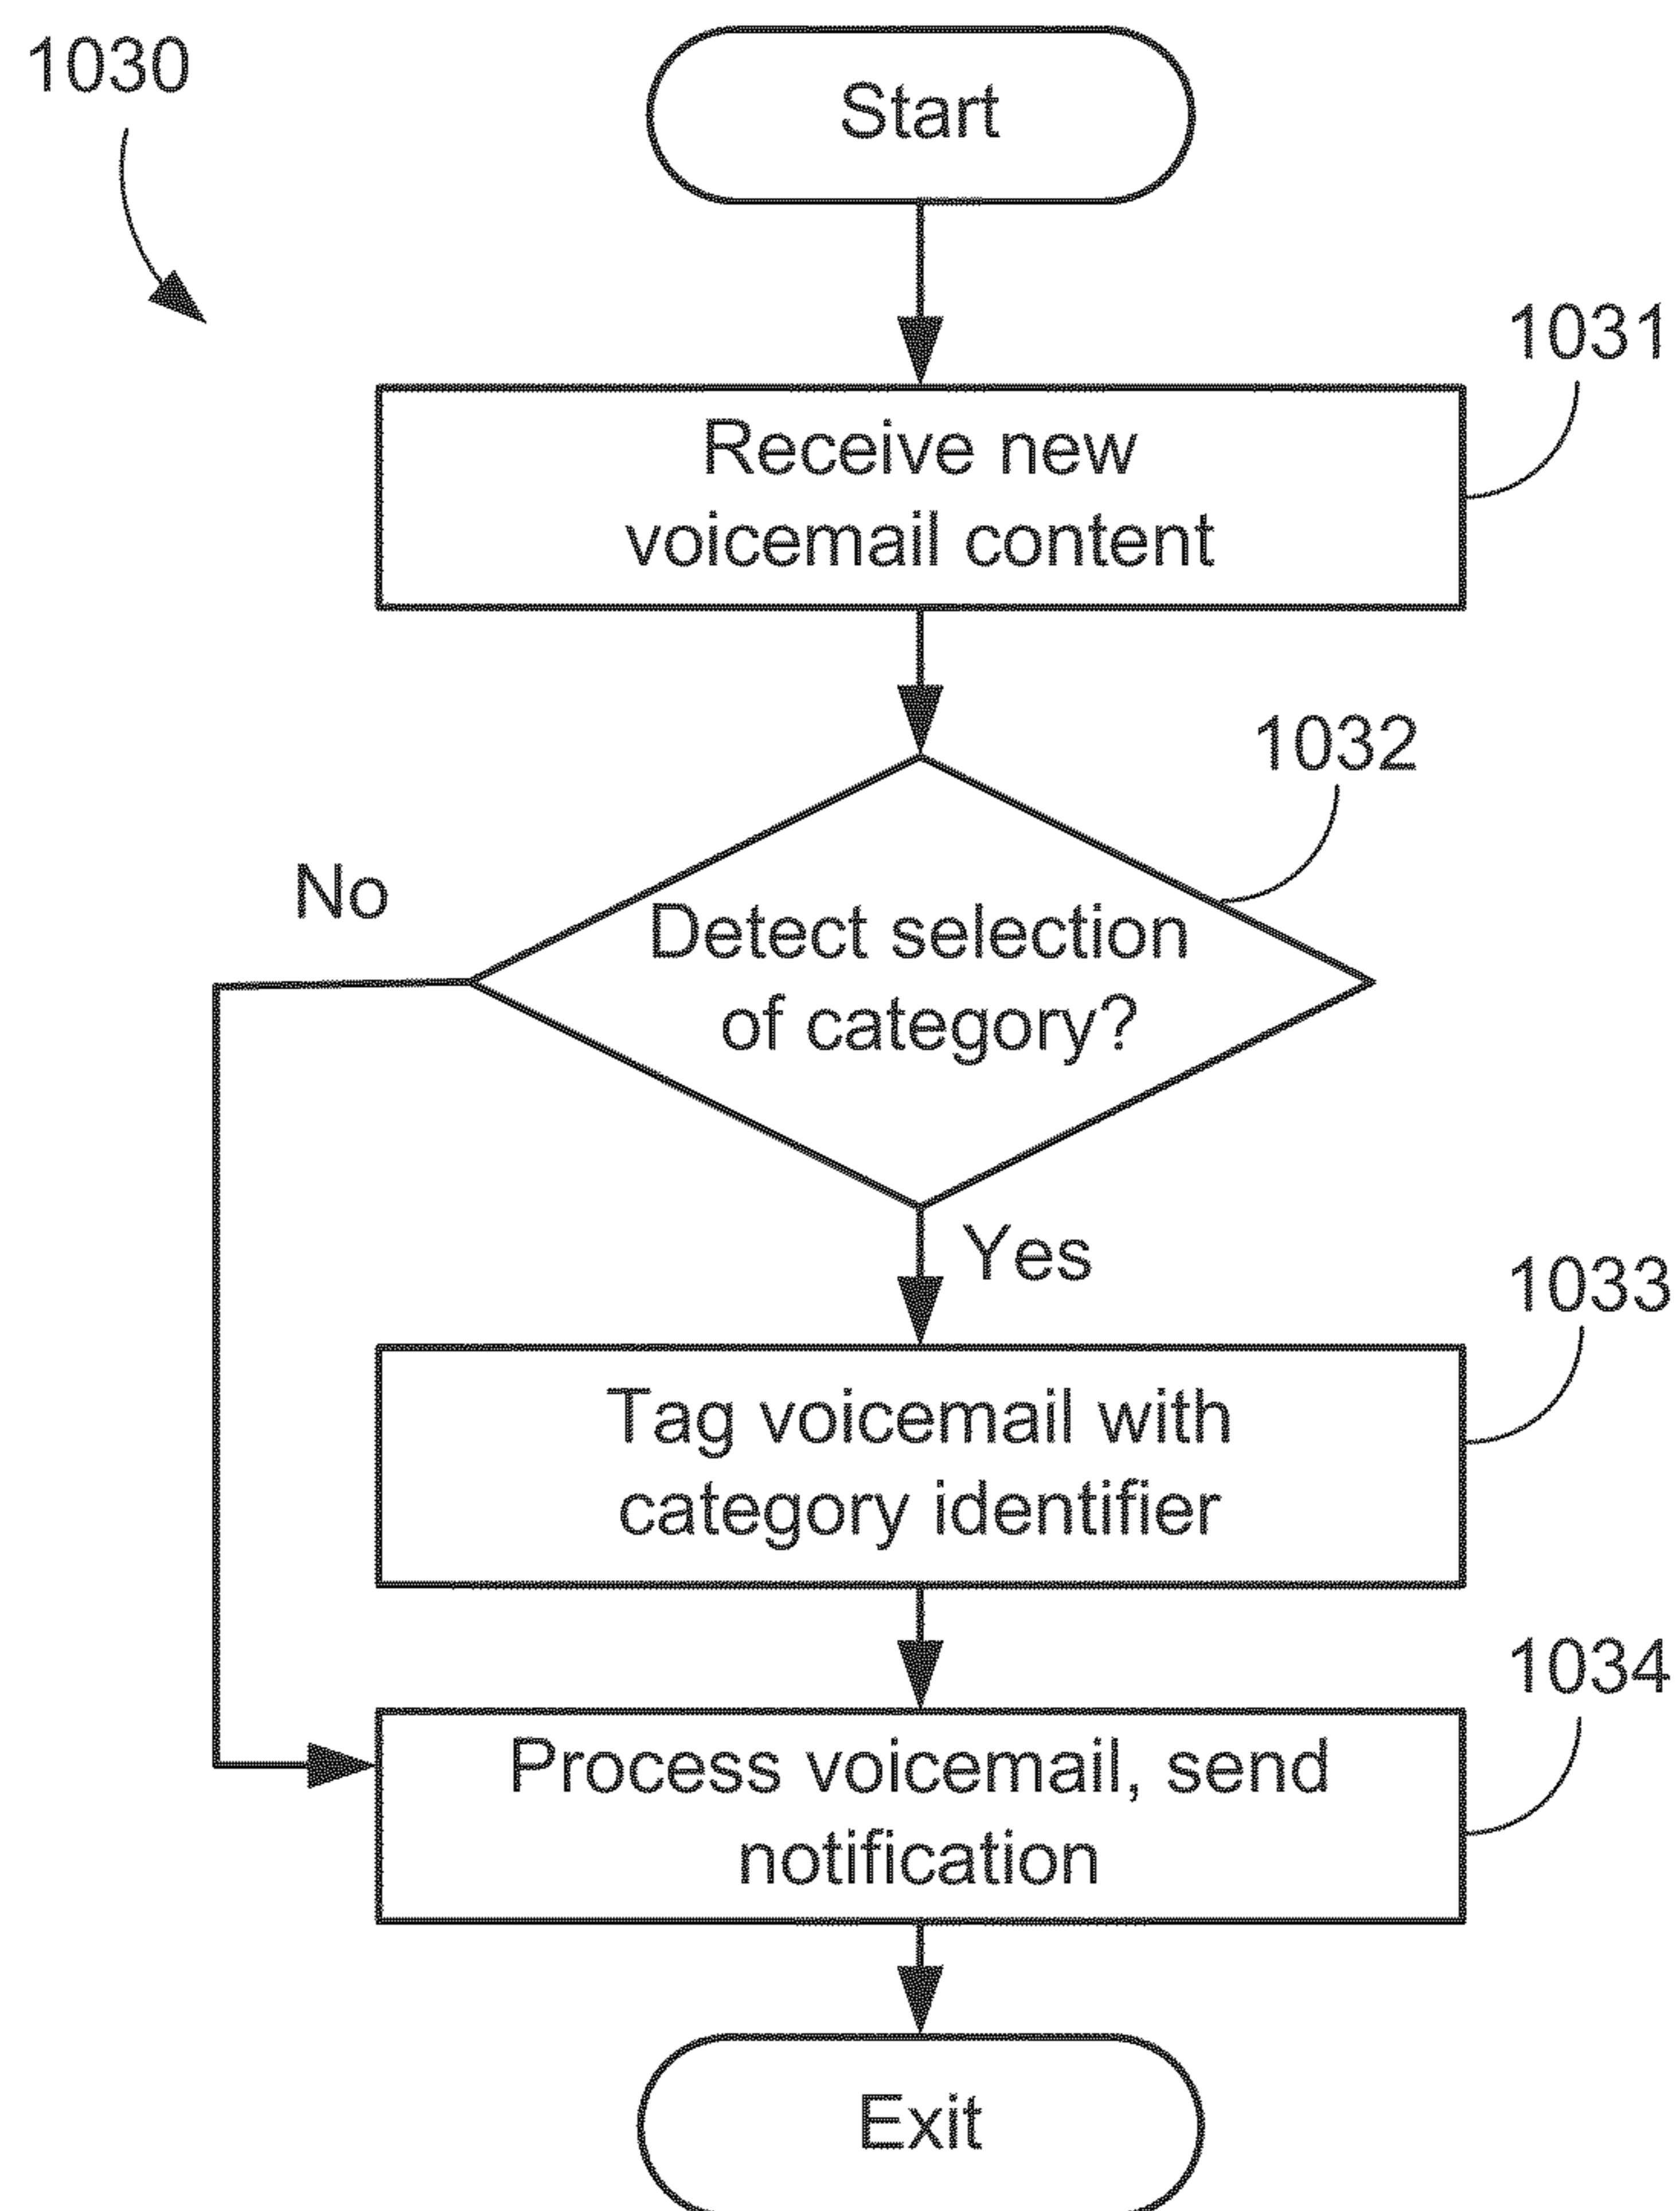 1030
Start
1031
Receive new
voicemail content
1032
No
Detect selection
of category?
Yes
1033
Tag voicemail with
category identifier
1034
Process voicemail, send
notification
Exit